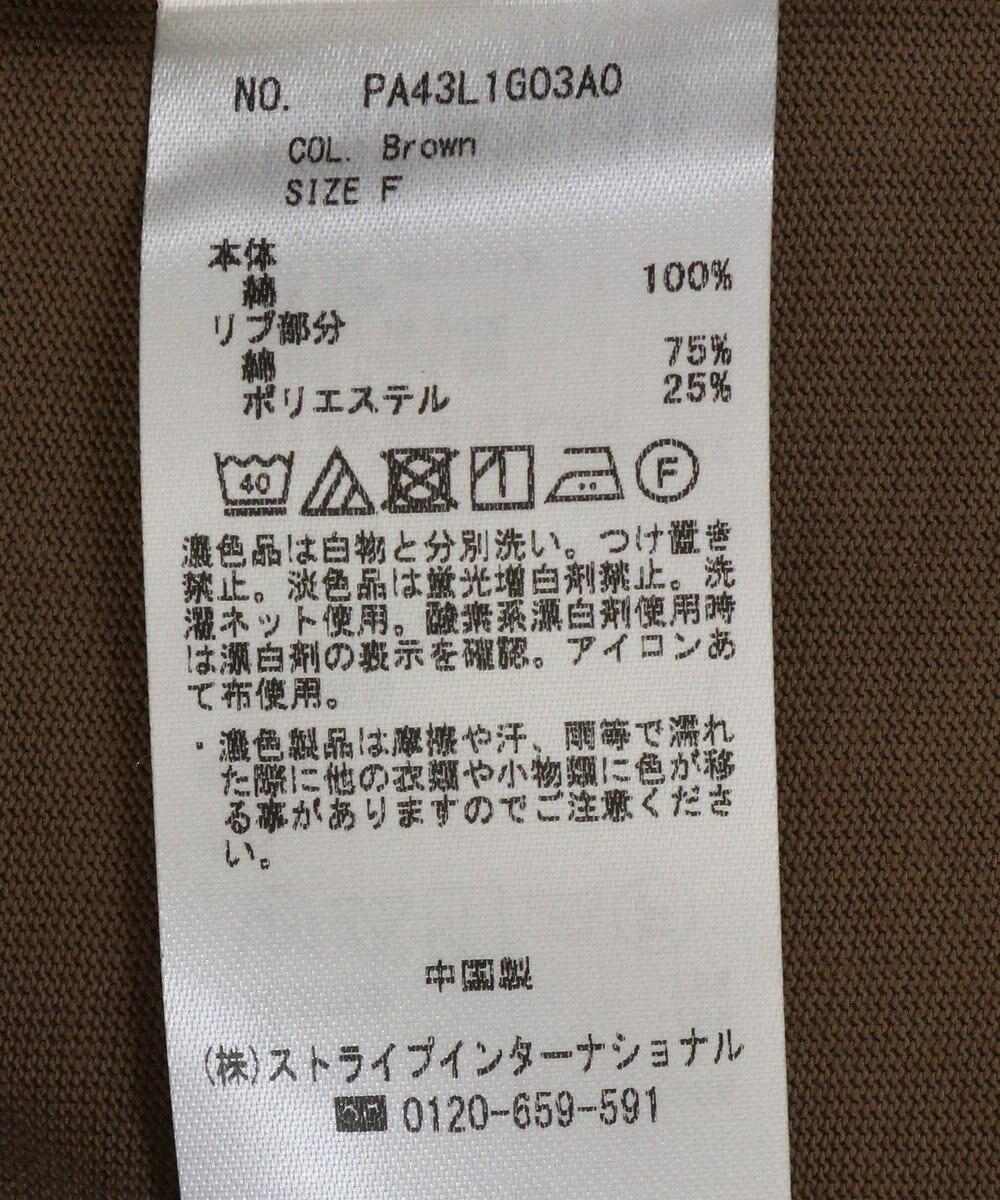 NO. PA43L1G03A0
COL. Brown
SIZE F
本体
綿 100%
リブ部分
綿 75%
ポリエステル 25%
40
F
濃色品は白物と分別洗い。つけ置き
禁止。淡色品は蛍光増白剤禁止。洗
濯ネット使用。酸素系漂白剤使用時
は漂白剤の表示を確認。アイロンあ
て布使用。
・濃色製品は摩擦や汗、雨等で濡れ
た際に他の衣類や小物類に色が移
る事がありますのでご注意くださ
い。
中国製
(株)ストライプインターナショナル
0120-659-591